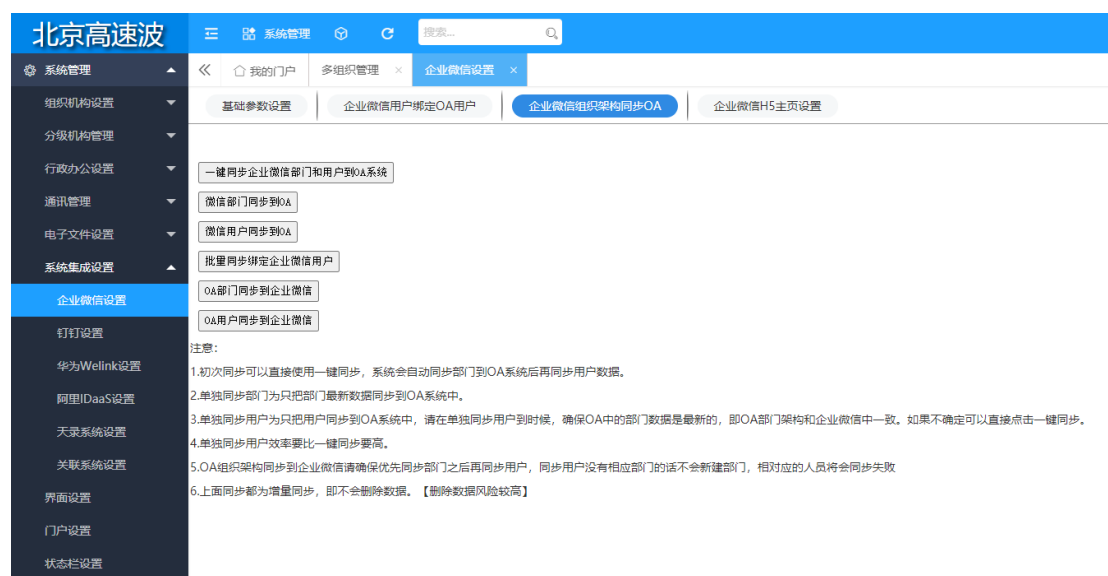 北京高速波
系统管理
搜索...
系统管理
我的门户
多组织管理 ×
企业微信设置 ×
组织机构设置
分级机构管理
行政办公设置
通讯管理
电子文件设置
系统集成设置
企业微信设置
钉钉设置
华为Welink设置
阿里IDaaS设置
天录系统设置
关联系统设置
界面设置
门户设置
状态栏设置
基础参数设置
企业微信用户绑定OA用户
企业微信组织架构同步OA
企业微信H5主页设置
一键同步企业微信部门和用户到OA系统
微信部门同步到OA
微信用户同步到OA
批量同步绑定企业微信用户
OA部门同步到企业微信
OA用户同步到企业微信
注意：
1.初次同步可以直接使用一键同步，系统会自动同步部门到OA系统后再同步用户数据。
2.单独同步部门为只把部门最新数据同步到OA系统中。
3.单独同步用户为只把用户同步到OA系统中，请在单独同步用户到时候，确保OA中的部门数据是最新的，即OA部门架构和企业微信中一致。如果不确定可以直接点击一键同步。
4.单独同步用户效率要比一键同步要高。
5.OA组织架构同步到企业微信请确保优先同步部门之后再同步用户，同步用户没有相应部门的话不会新建部门，相对应的人员将会同步失败
6.上面同步都为增量同步，即不会删除数据。【删除数据风险较高】